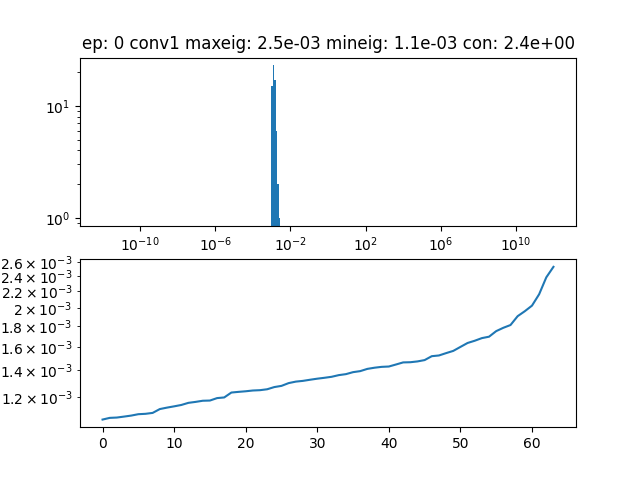 ep: 0 conv1 maxeig: 2.5e-03 mineig: 1.1e-03 con: 2.4e+00
10¹
10⁰
10⁻¹⁰ 10⁻⁶ 10⁻² 10² 10⁶ 10¹⁰
2.6 × 10⁻³
2.4 × 10⁻³
2.2 × 10⁻³
2 × 10⁻³
1.8 × 10⁻³
1.6 × 10⁻³
1.4 × 10⁻³
1.2 × 10⁻³
0 10 20 30 40 50 60